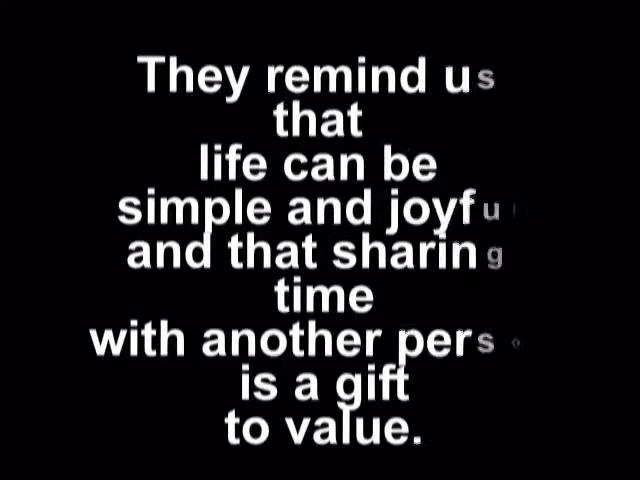 They remind us
that
life can be
simple and joyfu
and that sharing
time
with another pers
is a gift
to value.